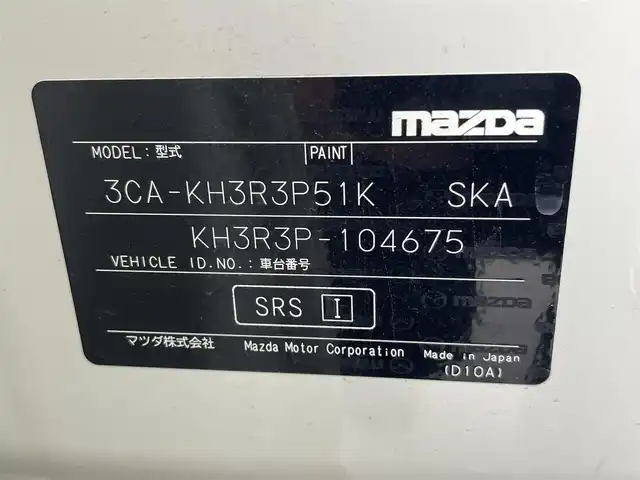 mazda
MODEL: 型式 PAINT
3CA-KH3R3P51K SKA
KH3R3P-104675
VEHICLE ID.NO.: 車台番号
SRS I
マツダ株式会社 Mazda Motor Corporation Made in Japan
(D10A)
mazda